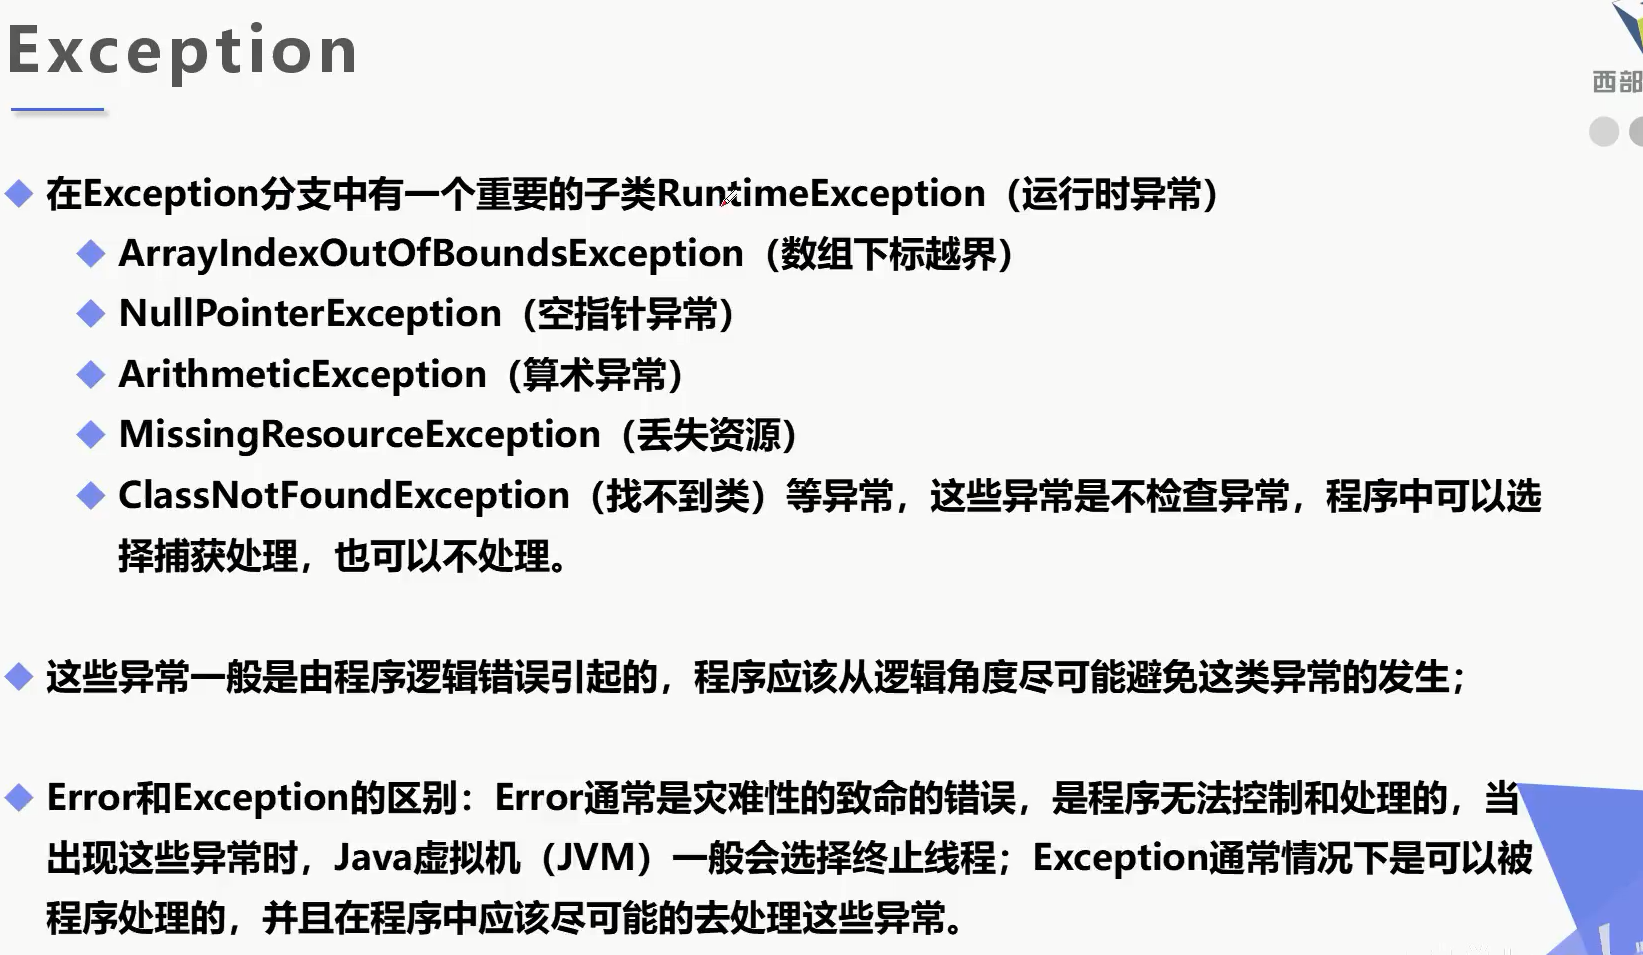 Exception
西部
在Exception分支中有一个重要的子类RuntimeException（运行时异常）
ArrayIndexOutOfBoundsException（数组下标越界）
NullPointerException（空指针异常）
ArithmeticException（算术异常）
MissingResourceException（丢失资源）
ClassNotFoundException（找不到类）等异常，这些异常是不检查异常，程序中可以选
择捕获处理，也可以不处理。
这些异常一般是由程序逻辑错误引起的，程序应该从逻辑角度尽可能避免这类异常的发生；
Error和Exception的区别：Error通常是灾难性的致命的错误，是程序无法控制和处理的，当
出现这些异常时，Java虚拟机（JVM）一般会选择终止线程；Exception通常情况下是可以被
程序处理的，并且在程序中应该尽可能的去处理这些异常。